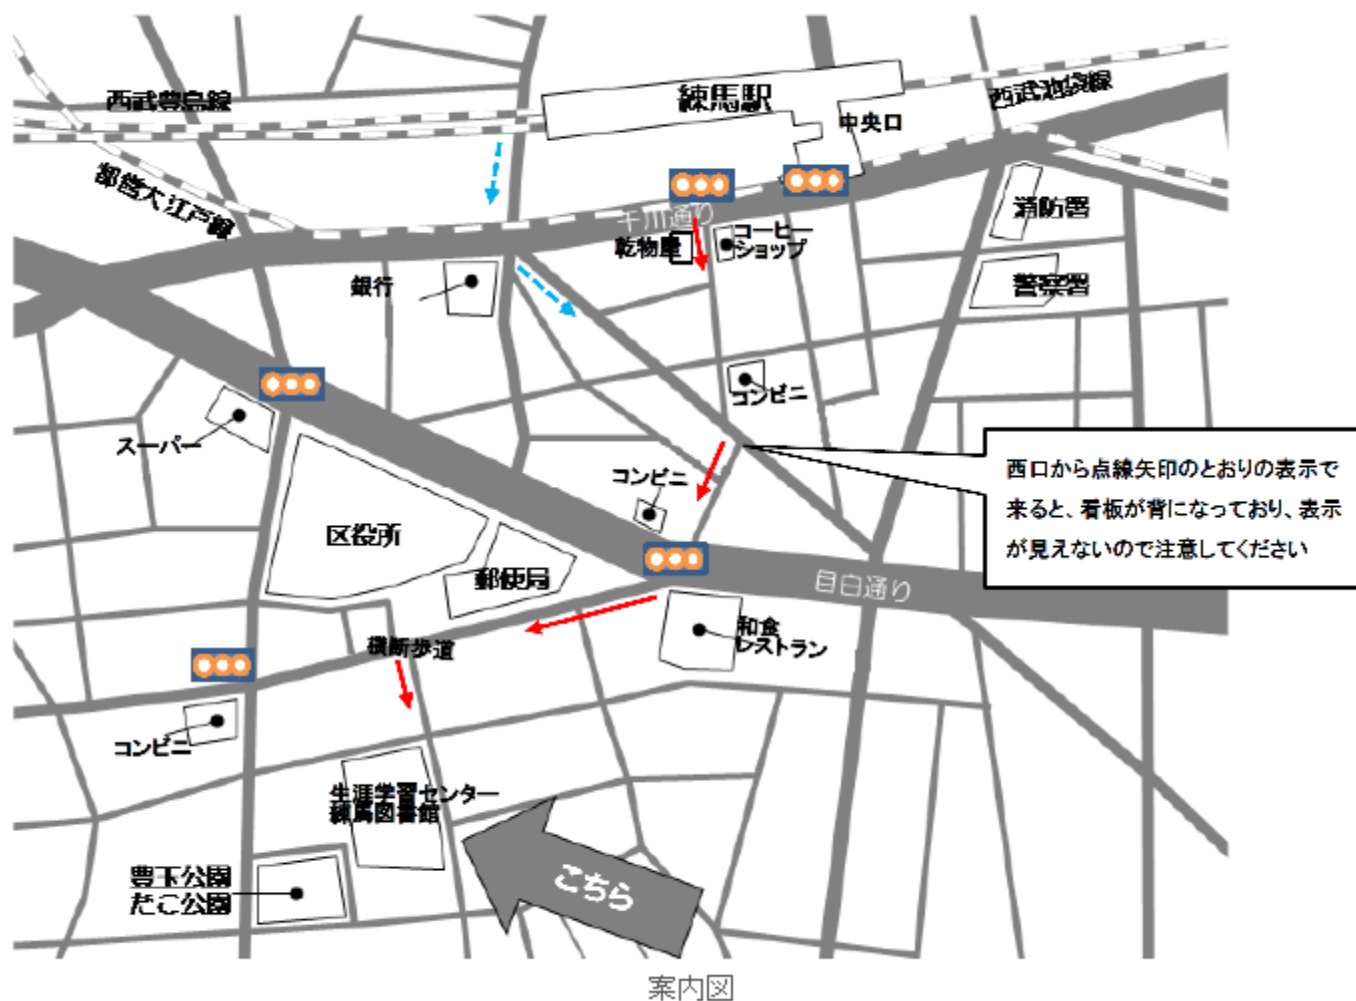 西武豊島線
練馬駅
西武池袋線
中央口
都営大江戸線
千川通り
消防署
乾物屋
コーヒー
ショップ
警察署
銀行
コンビニ
スーパー
コンビニ
西口から点線矢印のとおりの表示で
来ると、看板が背になっており、表示
が見えないので注意してください
区役所
郵便局
目白通り
和食
レストラン
横断歩道
コンビニ
生涯学習センター
練馬図書館
豊玉公園
たこ公園
こちら
案内図